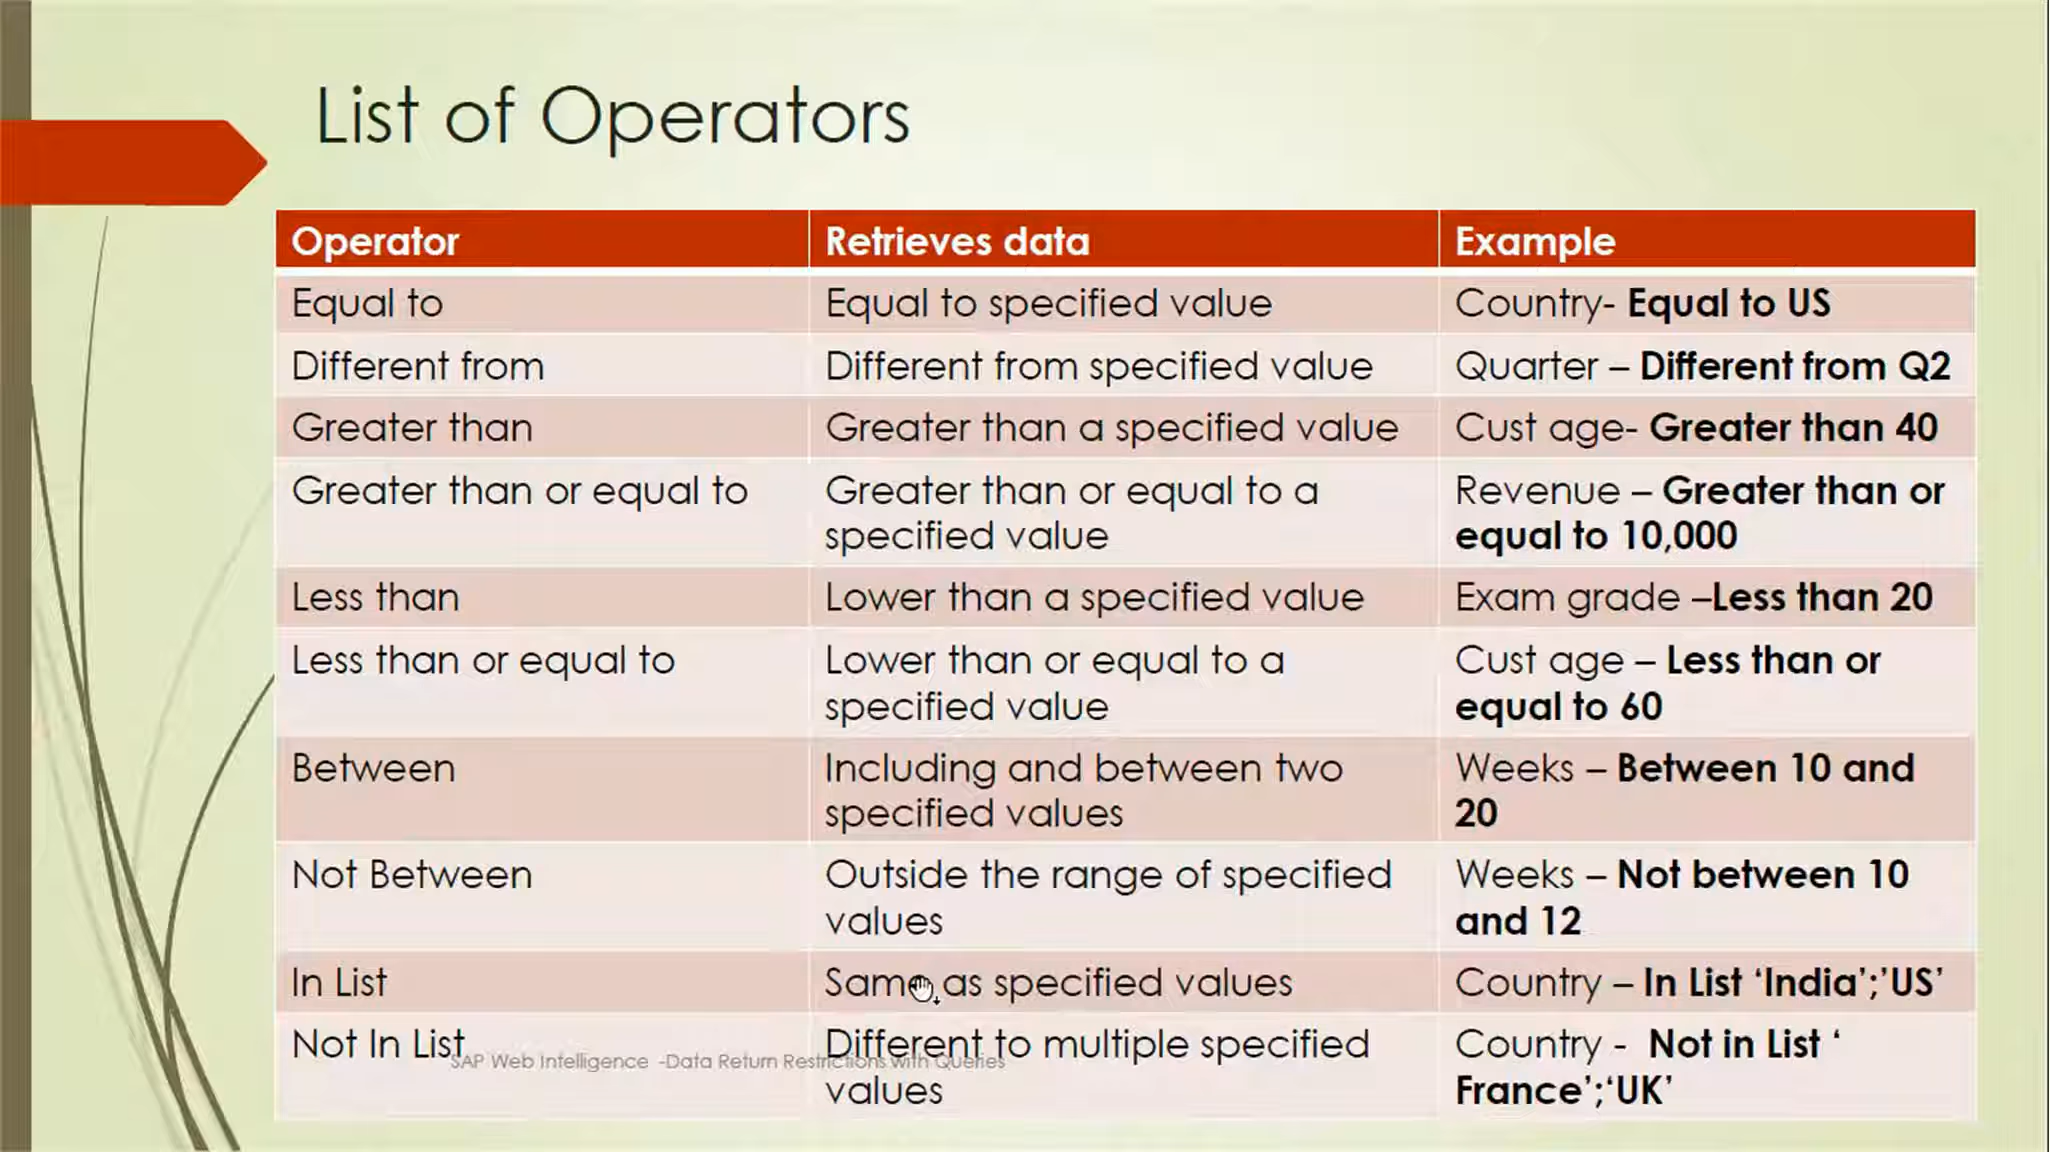 List of Operators
Operator Retrieves data Example
Equal to Equal to specified value Country- Equal to US
Different from Different from specified value Quarter – Different from Q2
Greater than Greater than a specified value Cust age- Greater than 40
Greater than or equal to Greater than or equal to a Revenue – Greater than or
specified value equal to 10,000
Less than Lower than a specified value Exam grade –Less than 20
Less than or equal to Lower than or equal to a Cust age – Less than or
specified value equal to 60
Between Including and between two Weeks – Between 10 and
specified values 20
Not Between Outside the range of specified Weeks – Not between 10
values and 12
In List Same as specified values Country – In List ‘India’;’US’
Not In List Different to multiple specified Country - Not in List ‘
SAP Web Intelligence -Data Return Restrictions with Queries
values France’;‘UK’